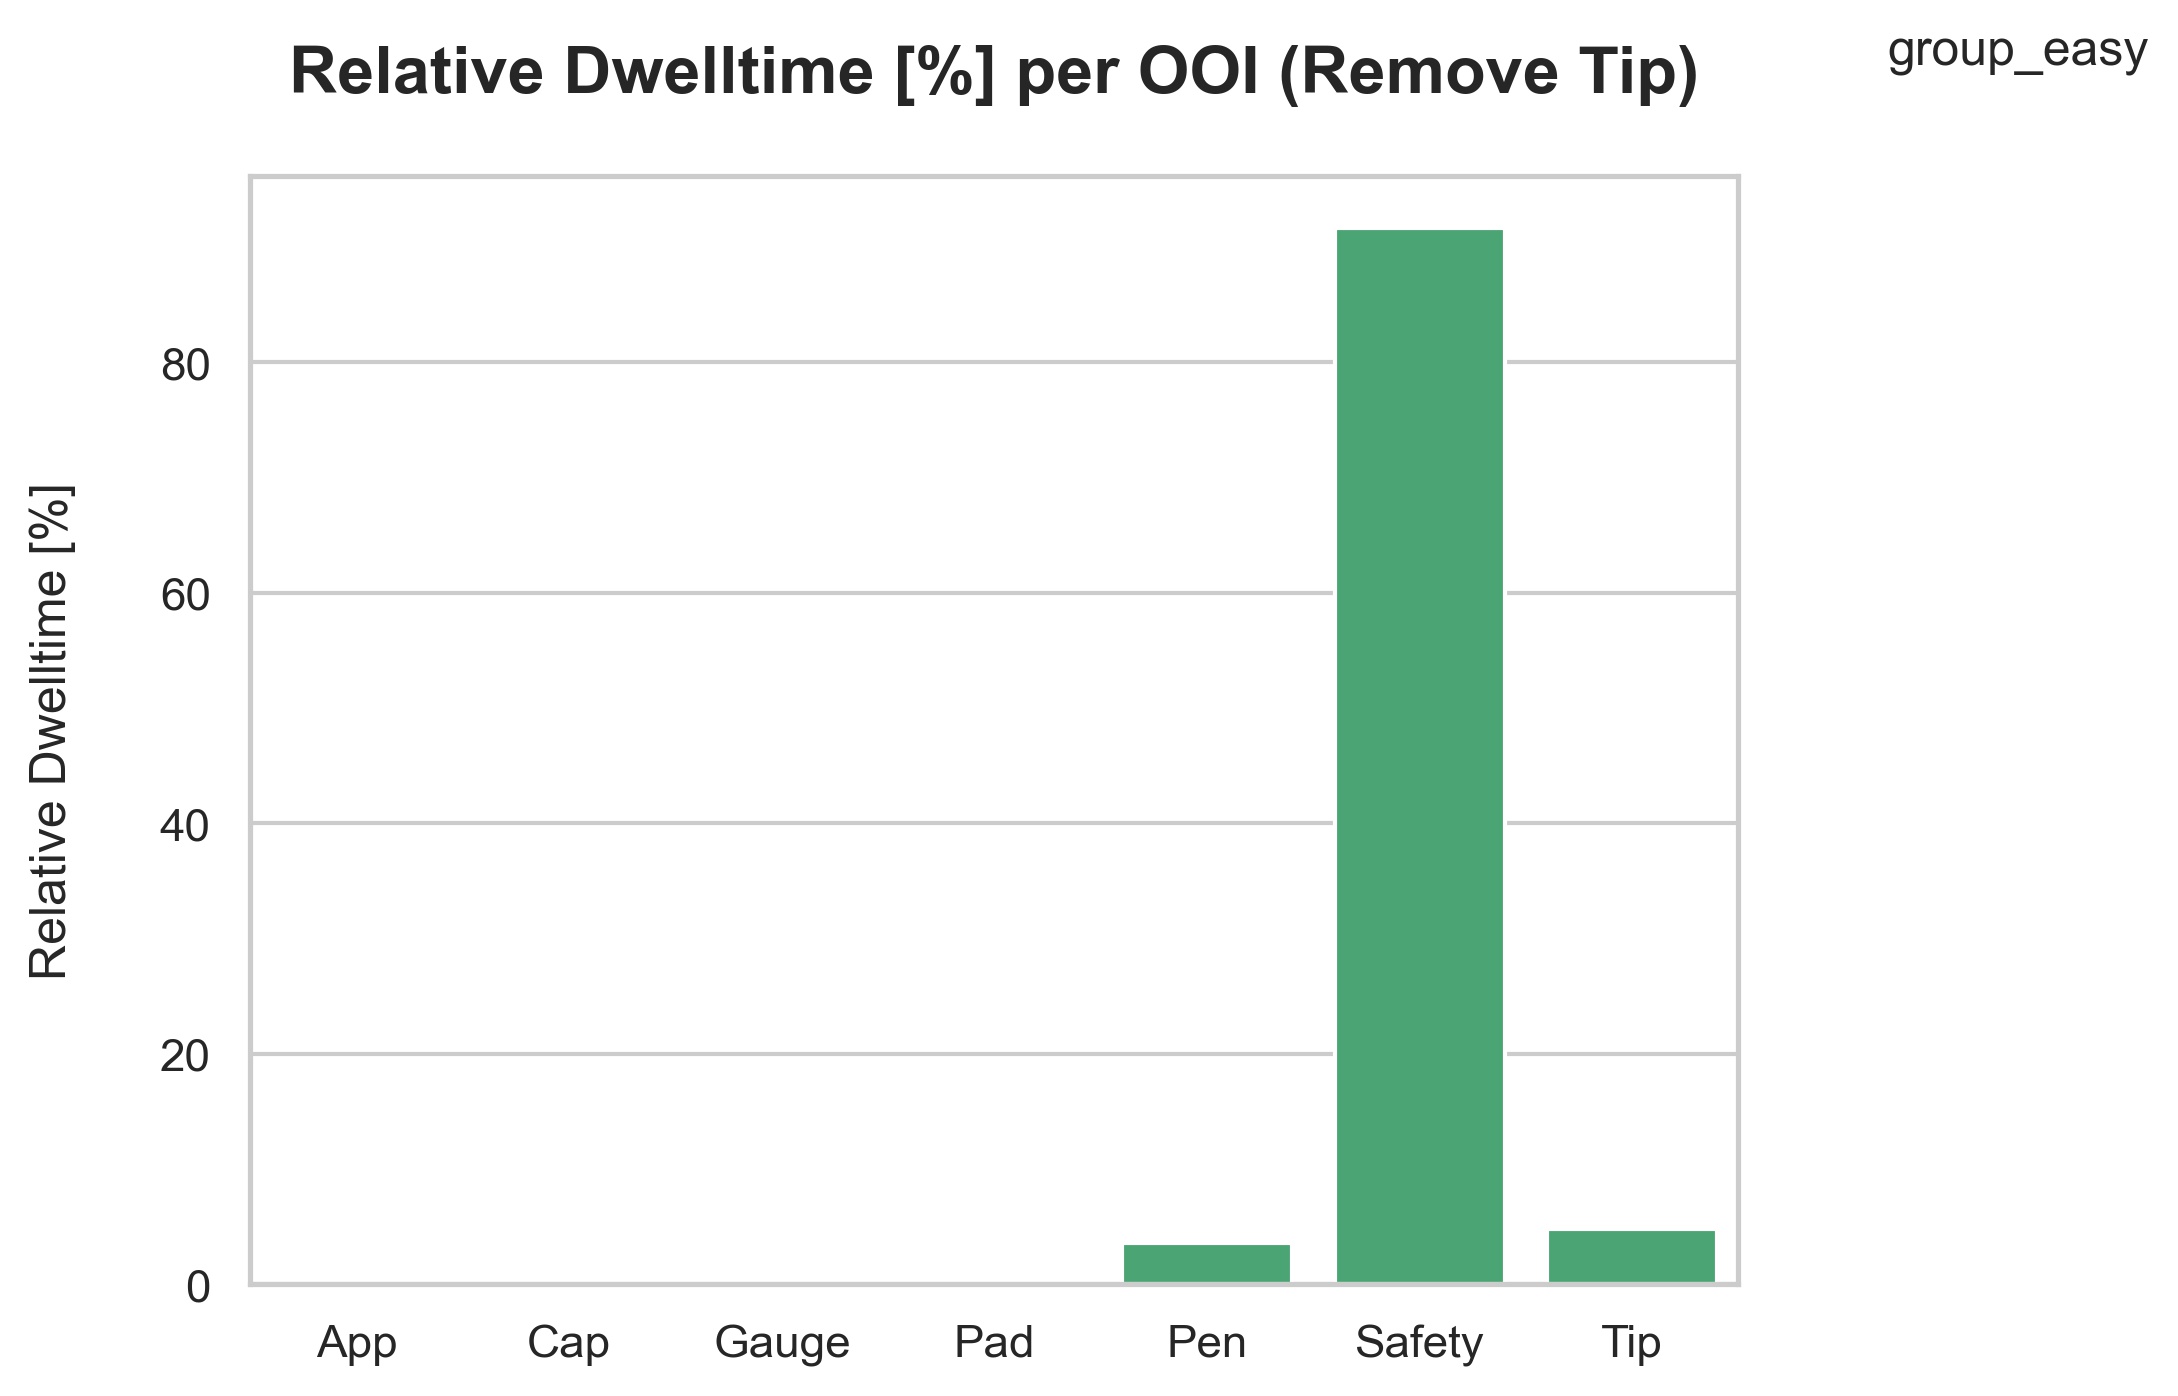 Relative Dwelltime [%] per OOI (Remove Tip)
group_easy
Relative Dwelltime [%]
80
60
40
20
0
App Cap Gauge Pad Pen Safety Tip